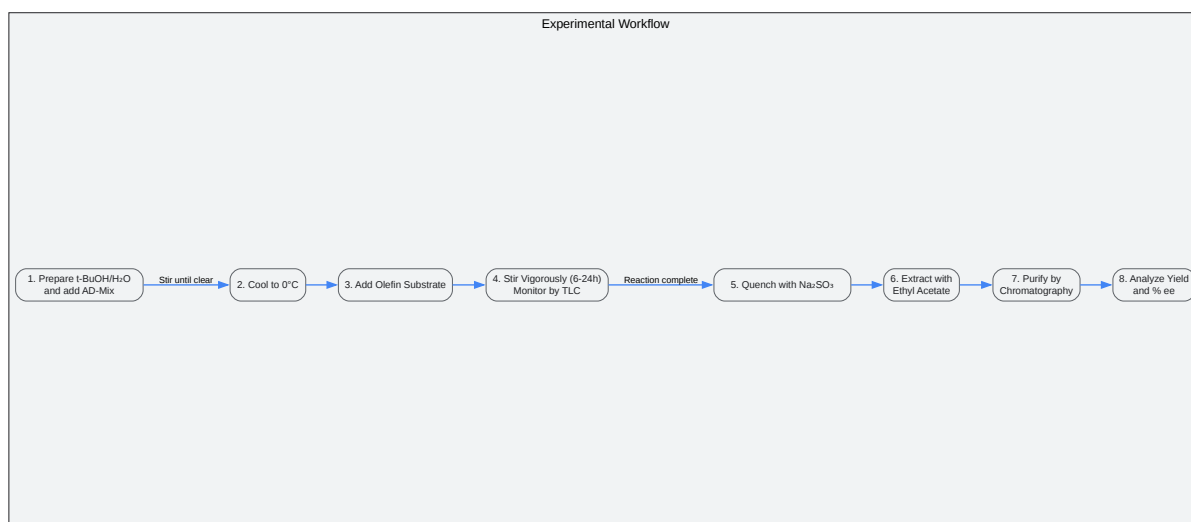 Experimental Workflow
1. Prepare t-BuOH/H₂O
and add AD-Mix
Stir until clear
2. Cool to 0°C
3. Add Olefin Substrate
4. Stir Vigorously (6-24h)
Monitor by TLC
Reaction complete
5. Quench with Na₂SO₃
6. Extract with
Ethyl Acetate
7. Purify by
Chromatography
8. Analyze Yield
and % ee